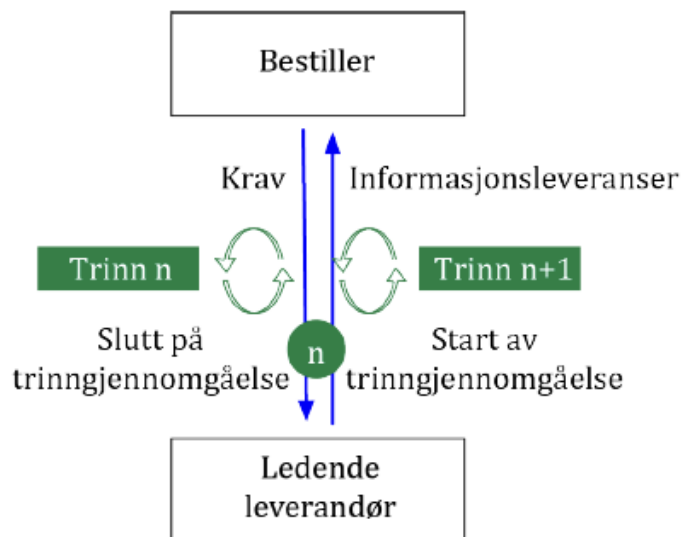 Bestiller
Krav
Informasjonsleveranser
Trinn n
Trinn n+1
Slutt på
trinngjennomgåelse
n
Start av
trinngjennomgåelse
Ledende
leverandør